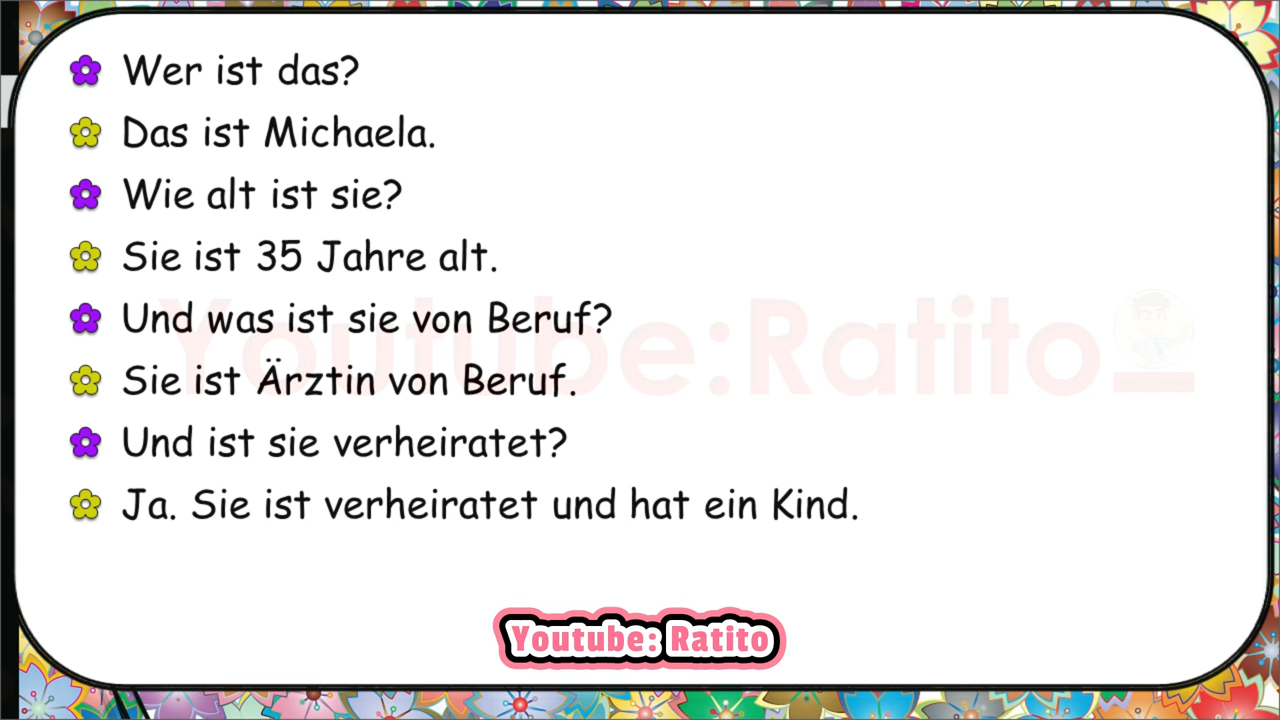 Wer ist das?
Das ist Michaela.
Wie alt ist sie?
Sie ist 35 Jahre alt.
Und was ist sie von Beruf?
Youtube:Ratito
Sie ist Ärztin von Beruf.
Und ist sie verheiratet?
Ja. Sie ist verheiratet und hat ein Kind.
Youtube: Ratito